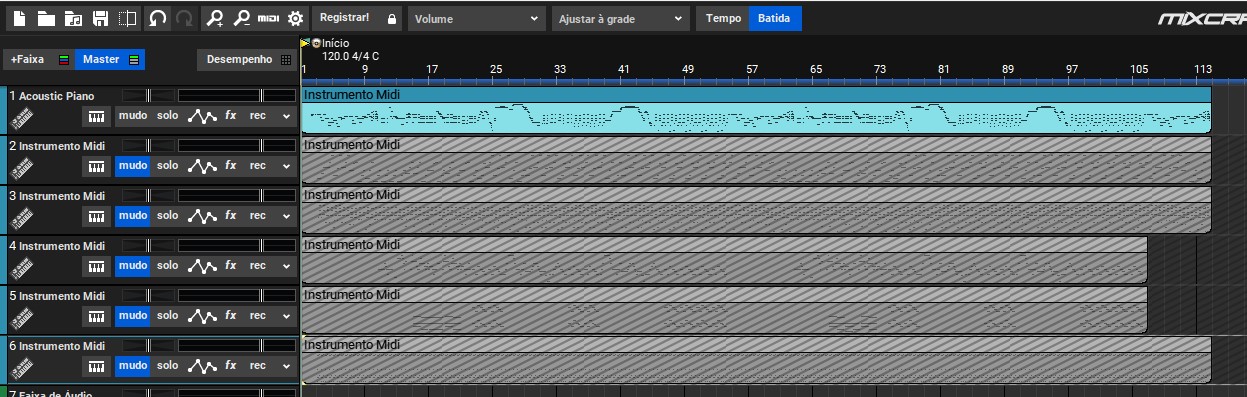 MIDI Registrar! Volume Ajustar à grade Tempo Batida MIXCR
Início
+Faixa Master Desempenho 120.0 4/4 C
1 9 17 25 33 41 49 57 65 73 81 89 97 105 113
1 Acoustic Piano Instrumento Midi
mudo solo fx rec
2 Instrumento Midi Instrumento Midi
mudo solo fx rec
3 Instrumento Midi Instrumento Midi
mudo solo fx rec
4 Instrumento Midi Instrumento Midi
mudo solo fx rec
5 Instrumento Midi Instrumento Midi
mudo solo fx rec
6 Instrumento Midi Instrumento Midi
mudo solo fx rec
7 Faixa de Áudio